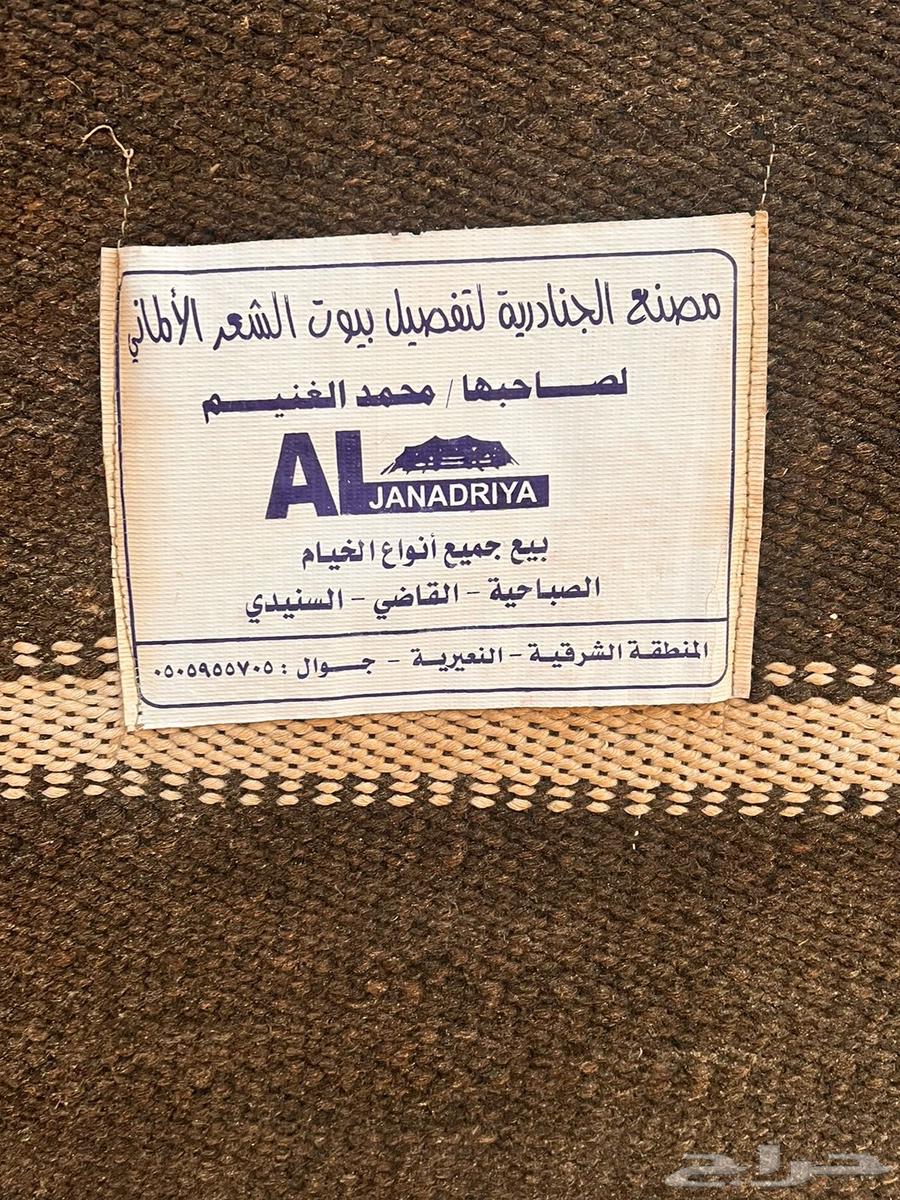 مصنع الجنادرية لتفصيل بيوت الشعر الألماني
لصاحبها / محمد الغنيم
AL JANADRIYA
بيع جميع أنواع الخيام
الصباحية - القاضي - السنيدي
المنطقة الشرقية - النعيرية - جوال : ٠٥٠٥٩٥٥٧٠٥
حراج